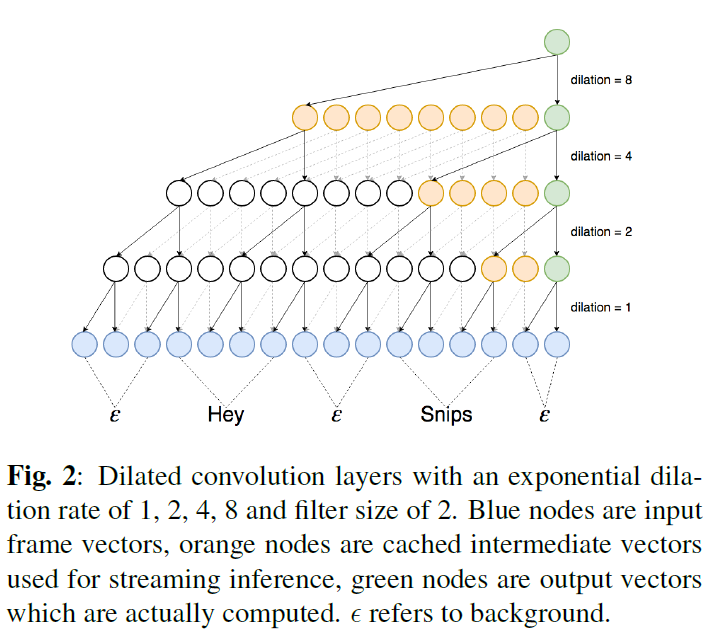 dilation = 8
dilation = 4
dilation = 2
dilation = 1
ϵ Hey ϵ Snips ϵ
Fig. 2: Dilated convolution layers with an exponential dila-
tion rate of 1, 2, 4, 8 and filter size of 2. Blue nodes are input
frame vectors, orange nodes are cached intermediate vectors
used for streaming inference, green nodes are output vectors
which are actually computed. ϵ refers to background.